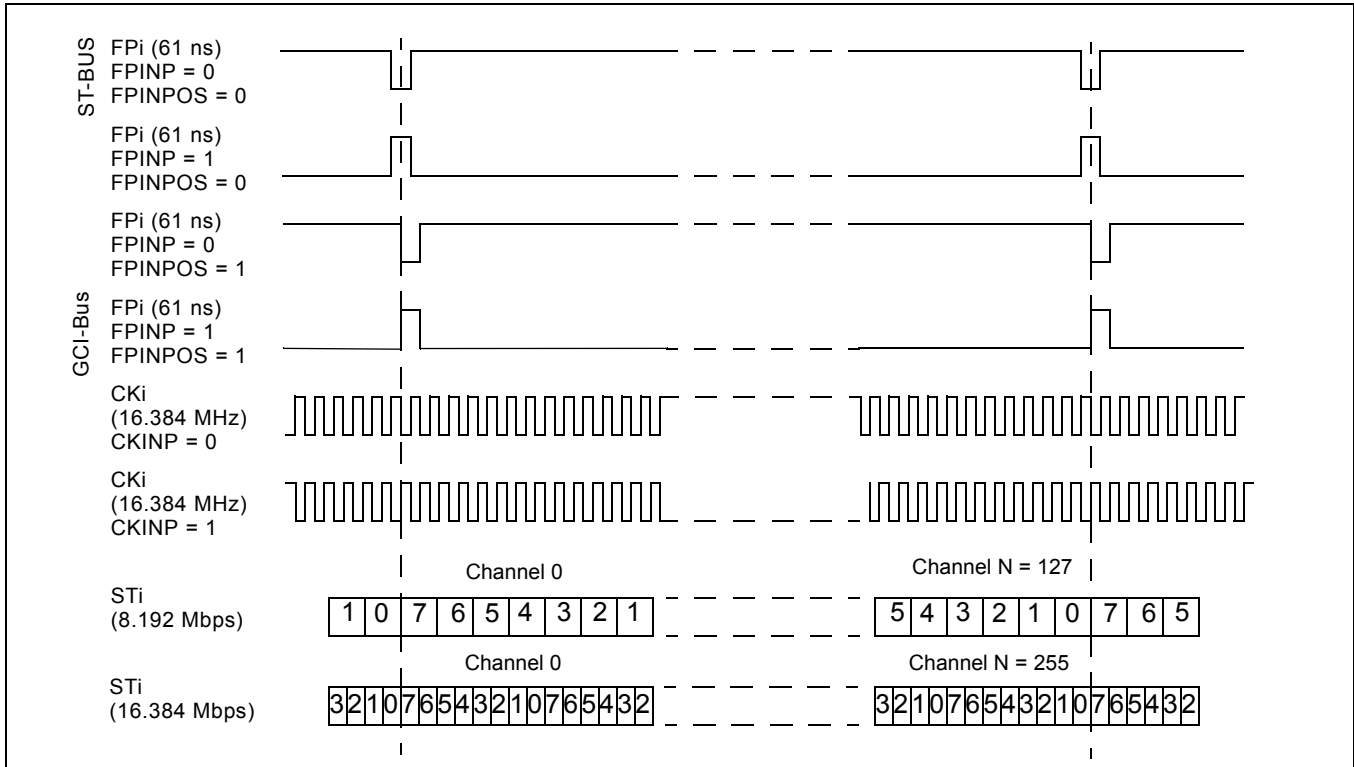 ST-BUS
FPi (61 ns)
FPINP = 0
FPINPOS = 0
FPi (61 ns)
FPINP = 1
FPINPOS = 0
FPi (61 ns)
FPINP = 0
FPINPOS = 1
GCI-Bus
FPi (61 ns)
FPINP = 1
FPINPOS = 1
CKi
(16.384 MHz)
CKINP = 0
CKi
(16.384 MHz)
CKINP = 1
Channel 0
Channel N = 127
STi
(8.192 Mbps)
1 0 7 6 5 4 3 2 1
5 4 3 2 1 0 7 6 5
Channel 0
Channel N = 255
STi
(16.384 Mbps)
3 2 1 0 7 6 5 4 3 2 1 0 7 6 5 4 3 2
3 2 1 0 7 6 5 4 3 2 1 0 7 6 5 4 3 2